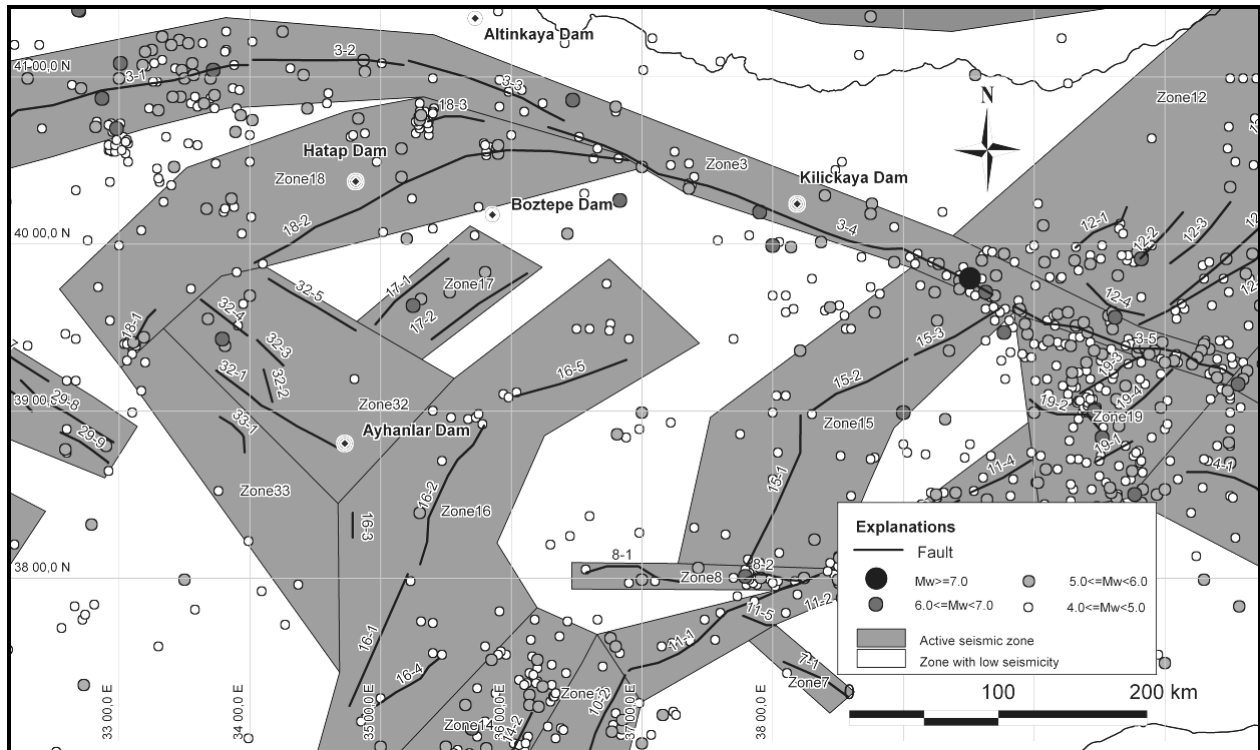 Altinkaya Dam
41 00,0 N
3-1
3-2
3-3
18-3
Zone12
N
Hatap Dam
Zone18
Zone3
Kilickaya Dam
Boztepe Dam
18-2
40 00,0 N
3-4
12-1
12-2
12-3
12-4
32-5
17-1
Zone17
17-2
18-1
32-4
32-3
32-1
32-2
16-5
15-3
15-2
3-5
19-3
19-2
19-4
Zone19
19-1
29-8
39 00,0 N
29-9
33-1
Zone32
Ayhanlar Dam
Zone15
15-1
11-4
4-1
Zone33
16-2
Zone16
16-3
38 00,0 N
8-1
8-2
Zone8
11-2
11-5
11-1
16-1
16-4
7-1
Zone7
Zone14
14-2
10-2
33 00,0 E
34 00,0 E
35 00,0 E
36 00,0 E
37 00,0 E
38 00,0 E
Explanations
Fault
Mw>=7.0
5.0<=Mw<6.0
6.0<=Mw<7.0
4.0<=Mw<5.0
Active seismic zone
Zone with low seismicity
0
100
200 km